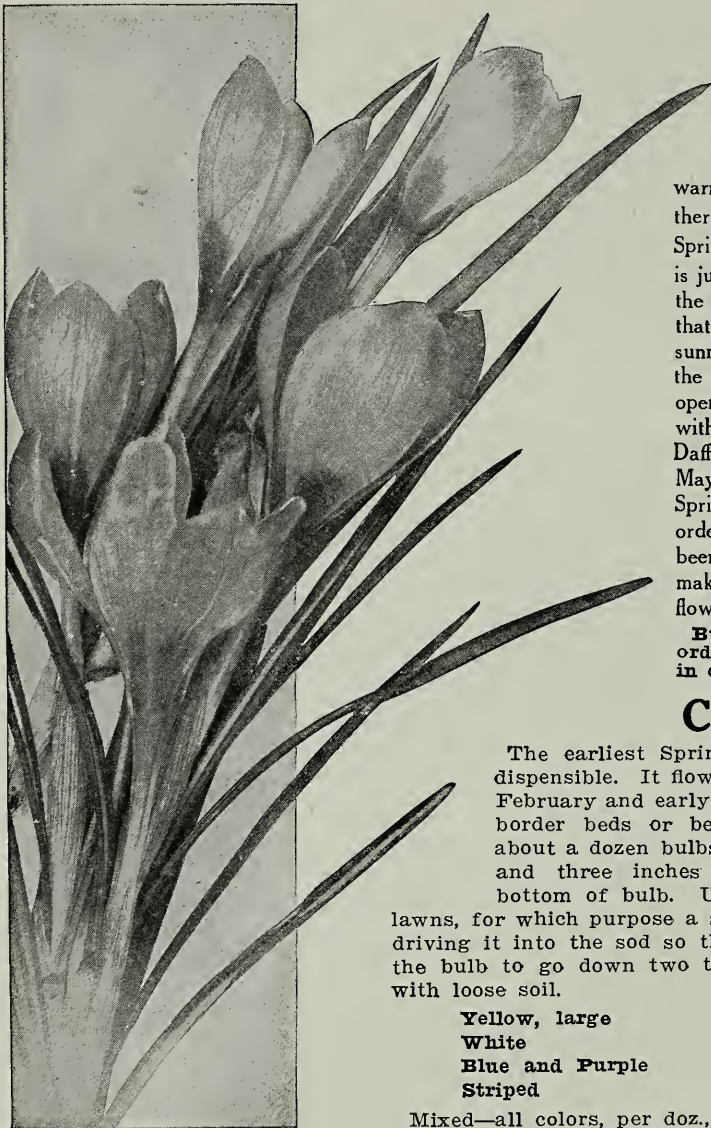 warn
ther
Spri
is ju
the
that
sunn
the
oper
with
Daff
May
Spri
orde
been
mak
flow
B
ord
in
C
The earliest Sprin
dispensible. It flow
February and early
border beds or be
about a dozen bulbs
and three inches
bottom of bulb. U
lawns, for which purpose a s
driving it into the sod so th
the bulb to go down two t
with loose soil.
Yellow, large
White
Blue and Purple
Striped
Mixed—all colors, per doz.,